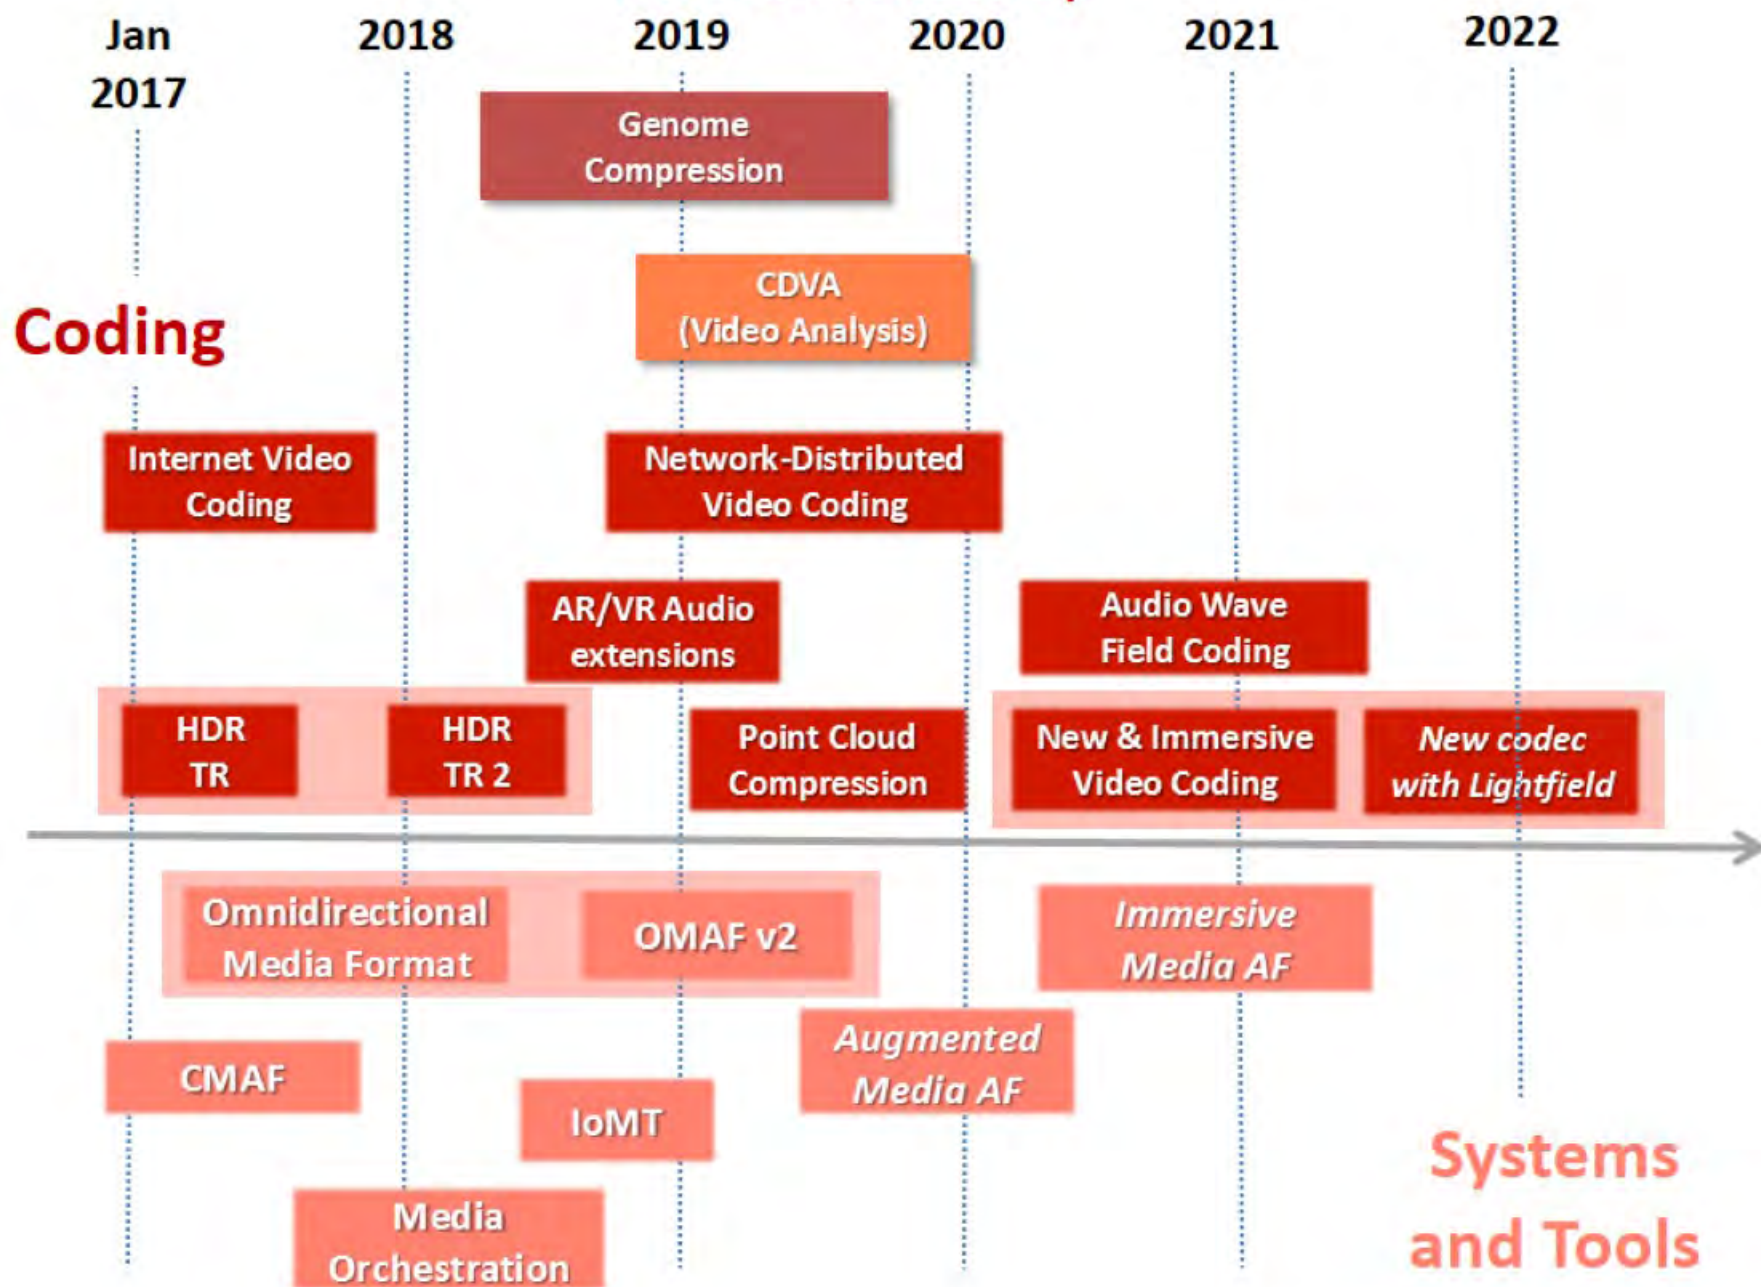 Jan
2017
2018
2019
2020
2021
2022
Genome
Compression
CDVA
(Video Analysis)
Coding
Internet Video
Coding
Network-Distributed
Video Coding
AR/VR Audio
extensions
Audio Wave
Field Coding
HDR
TR
HDR
TR 2
Point Cloud
Compression
New & Immersive
Video Coding
New codec
with Lightfield
Omnidirectional
Media Format
OMAF v2
Immersive
Media AF
Augmented
Media AF
CMAF
IoMT
Media
Orchestration
Systems
and Tools